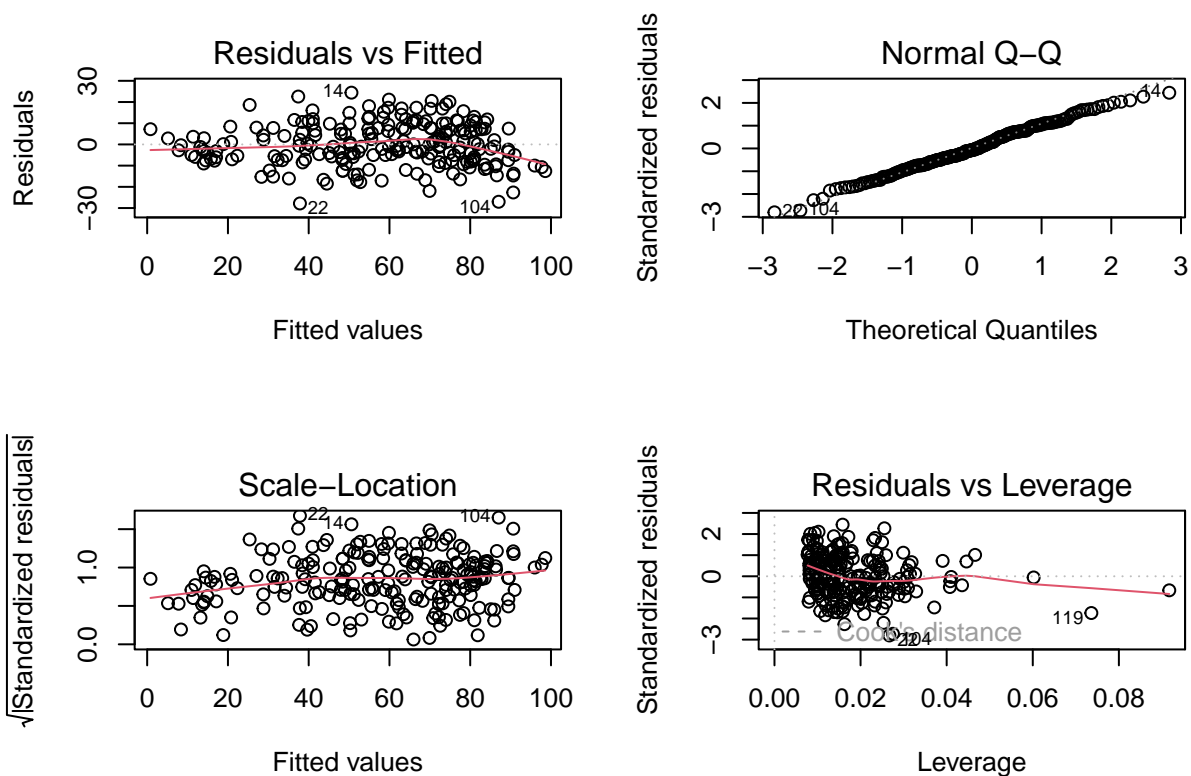 Residuals vs Fitted
Residuals
30
0
−30
14
22
104
0 20 40 60 80 100
Fitted values
Normal Q−Q
Standardized residuals
2
0
−3
14
22
104
−3 −2 −1 0 1 2 3
Theoretical Quantiles
Scale−Location
√|Standardized residuals|
1.0
0.0
22
14
104
0 20 40 60 80 100
Fitted values
Residuals vs Leverage
Standardized residuals
2
0
−3
119
Cook's distance
22
104
0.00 0.02 0.04 0.06 0.08
Leverage